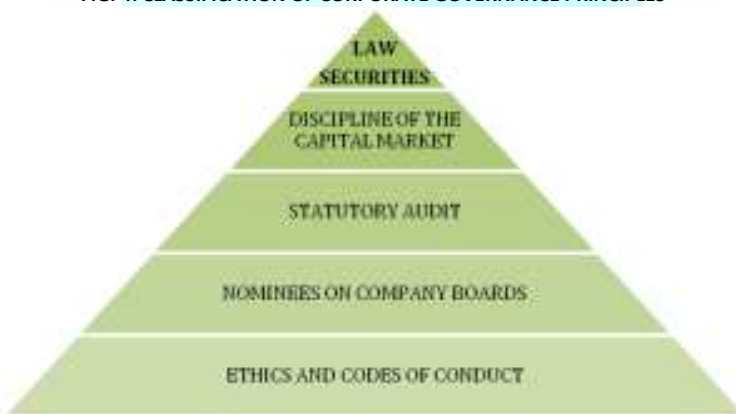 LAW
SECURITIES
DISCIPLINE OF THE
CAPITAL MARKET
STATUTORY AUDIT
NOMINEES ON COMPANY BOARDS
ETHICS AND CODES OF CONDUCT